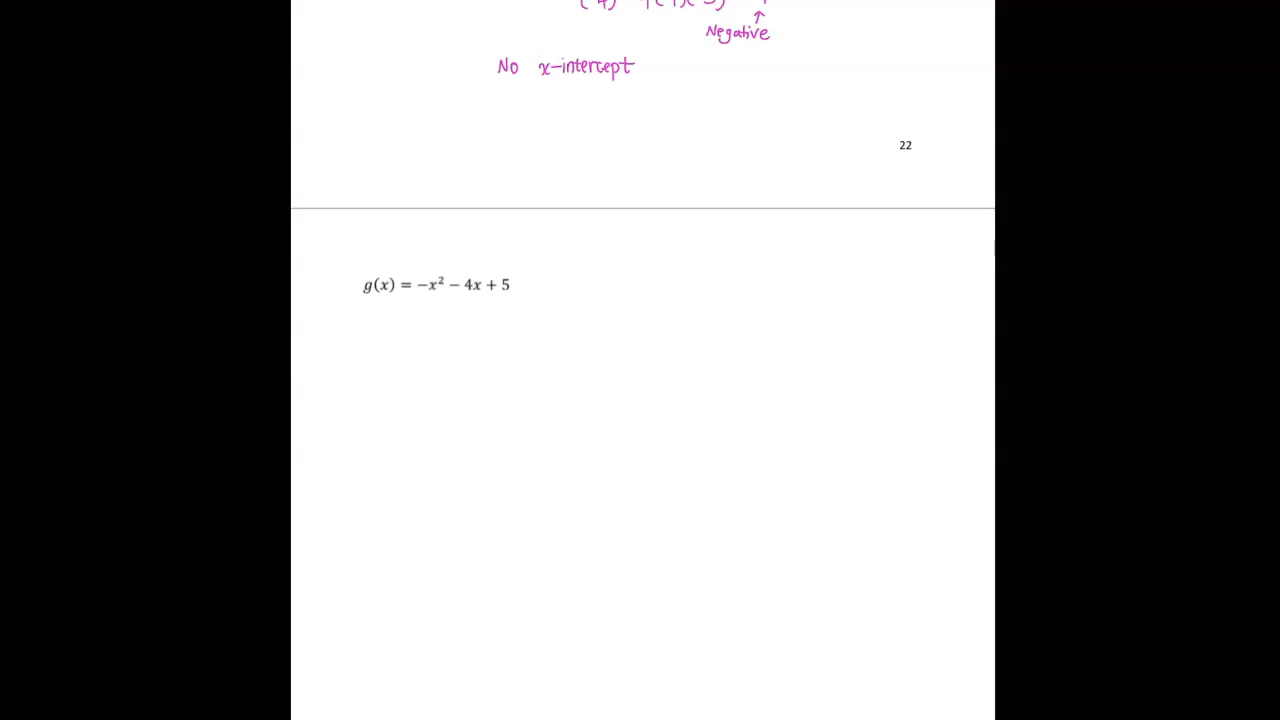 Negative
No x-intercept
22
g(x) = −x² − 4x + 5